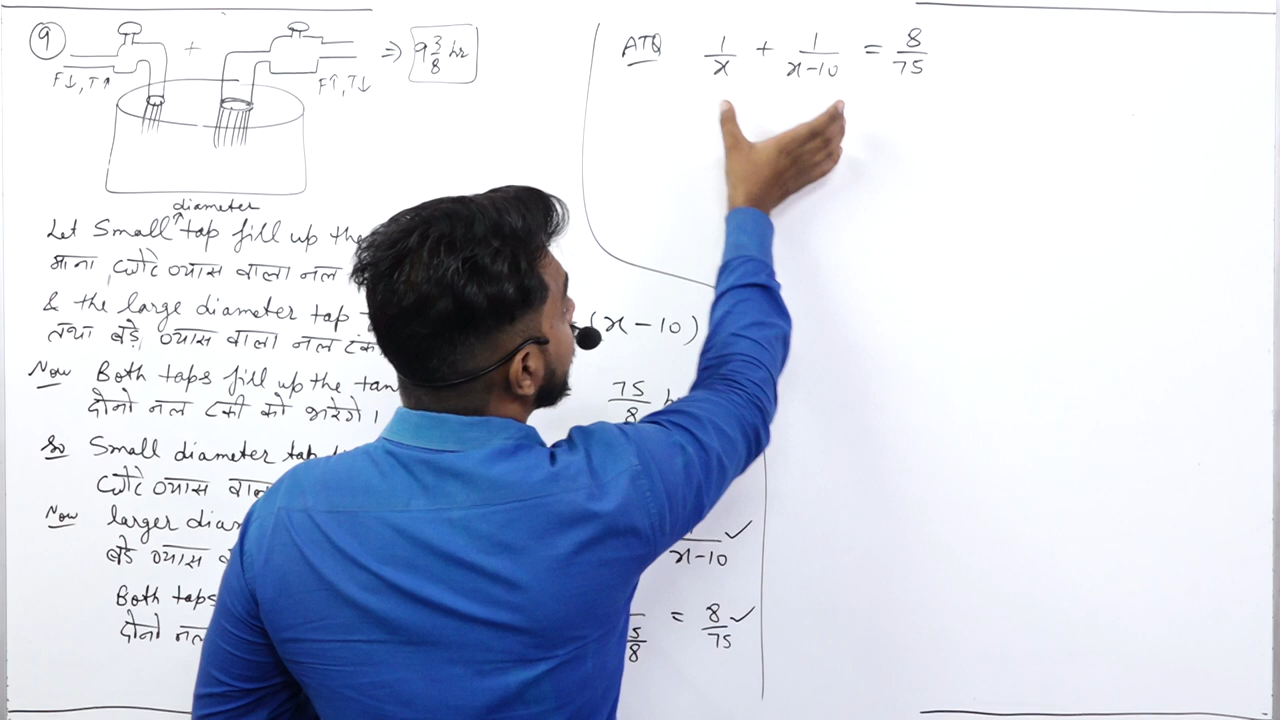 9 + ⇒ 9 3/8 hr
F↓, T↑ F↑, T↓
diameter
Let Small ↑ tap fill up the
माना, छोटे व्यास वाला नल
& the large diameter tap
तथा बड़े, व्यास वाला नल टंकी
(x - 10)
Now Both taps fill up the tan
दोनो नल टंकी को भरेगे।
75/8
So Small diameter tap
छोटे व्यास वाल
Now larger diam
बड़े व्यास
x-10 ✓
Both taps
दोनो नल
5/8 = 8/75 ✓
ATQ 1/x + 1/(x-10) = 8/75